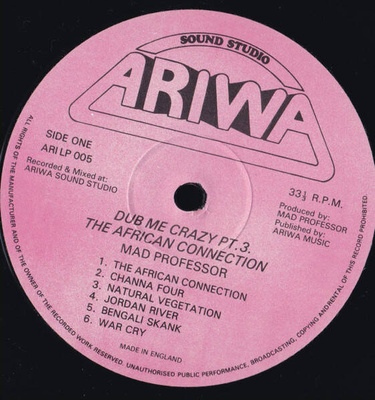 SOUND STUDIO
ARIWA
SIDE ONE
ARI LP 005
Recorded & Mixed at:
ARIWA SOUND STUDIO
33⅓ R.P.M.
Produced by:
MAD PROFESSOR
Published by:
ARIWA MUSIC
DUB ME CRAZY PT.3.
THE AFRICAN CONNECTION
MAD PROFESSOR
1. THE AFRICAN CONNECTION
2. CHANNA FOUR
3. NATURAL VEGETATION
4. JORDAN RIVER
5. BENGALI SKANK
6. WAR CRY
MADE IN ENGLAND
ALL RIGHTS OF THE MANUFACTURER AND OF THE OWNER OF THE RECORDED WORK RESERVED. UNAUTHORISED PUBLIC PERFORMANCE, BROADCASTING, COPYING AND RENTAL OF THIS RECORD PROHIBITED